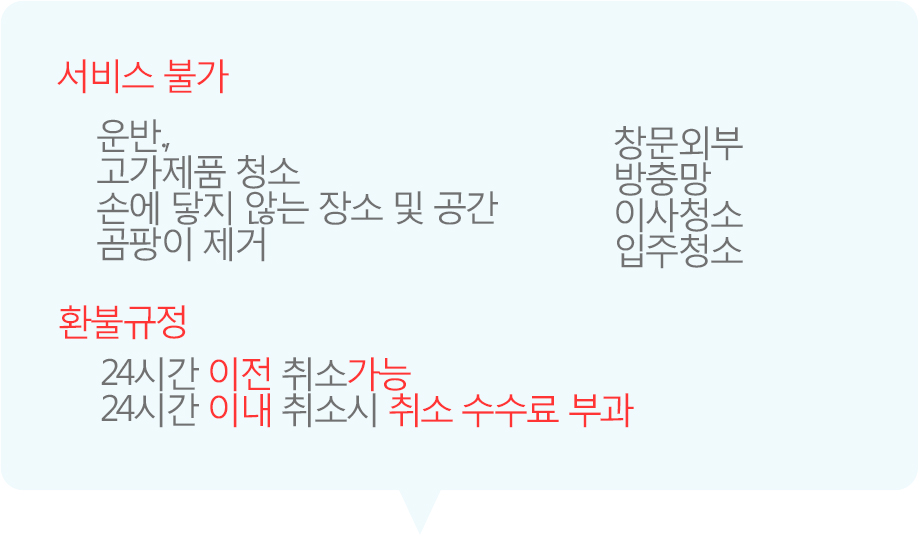 서비스 불가
운반.,
고가제품 청소
손에 닿지 않는 장소 및 공간
곰팡이 제거
창문외부
방충망
이사청소
입주청소
환불규정
24시간 이전 취소가능
24시간 이내 취소시 취소 수수료 부과